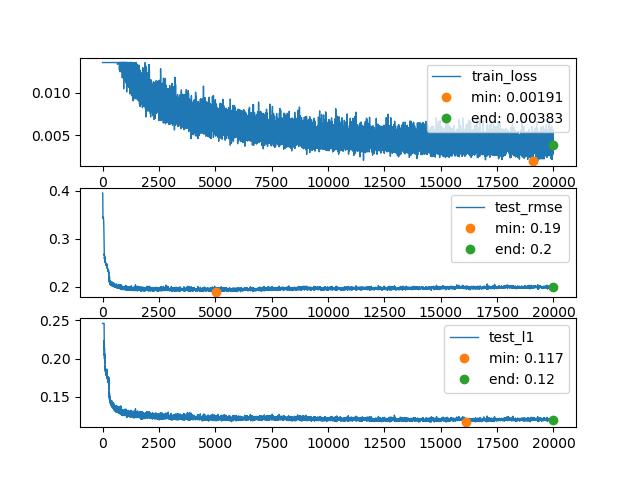 train_loss
min: 0.00191
end: 0.00383
0.010
0.005
0 2500 5000 7500 10000 12500 15000 17500 20000
0.4
0.3
0.2
test_rmse
min: 0.19
end: 0.2
0 2500 5000 7500 10000 12500 15000 17500 20000
0.25
0.20
0.15
test_l1
min: 0.117
end: 0.12
0 2500 5000 7500 10000 12500 15000 17500 20000